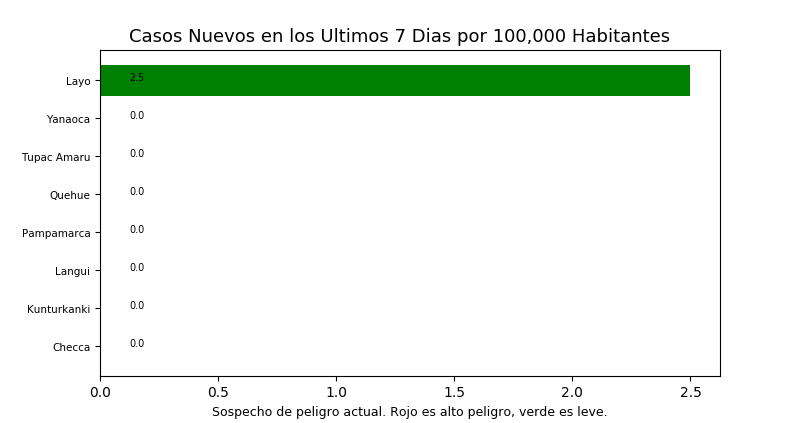 Casos Nuevos en los Ultimos 7 Dias por 100,000 Habitantes
Layo 2.5
Yanaoca 0.0
Tupac Amaru 0.0
Quehue 0.0
Pampamarca 0.0
Langui 0.0
Kunturkanki 0.0
Checca 0.0
0.0 0.5 1.0 1.5 2.0 2.5
Sospecho de peligro actual. Rojo es alto peligro, verde es leve.